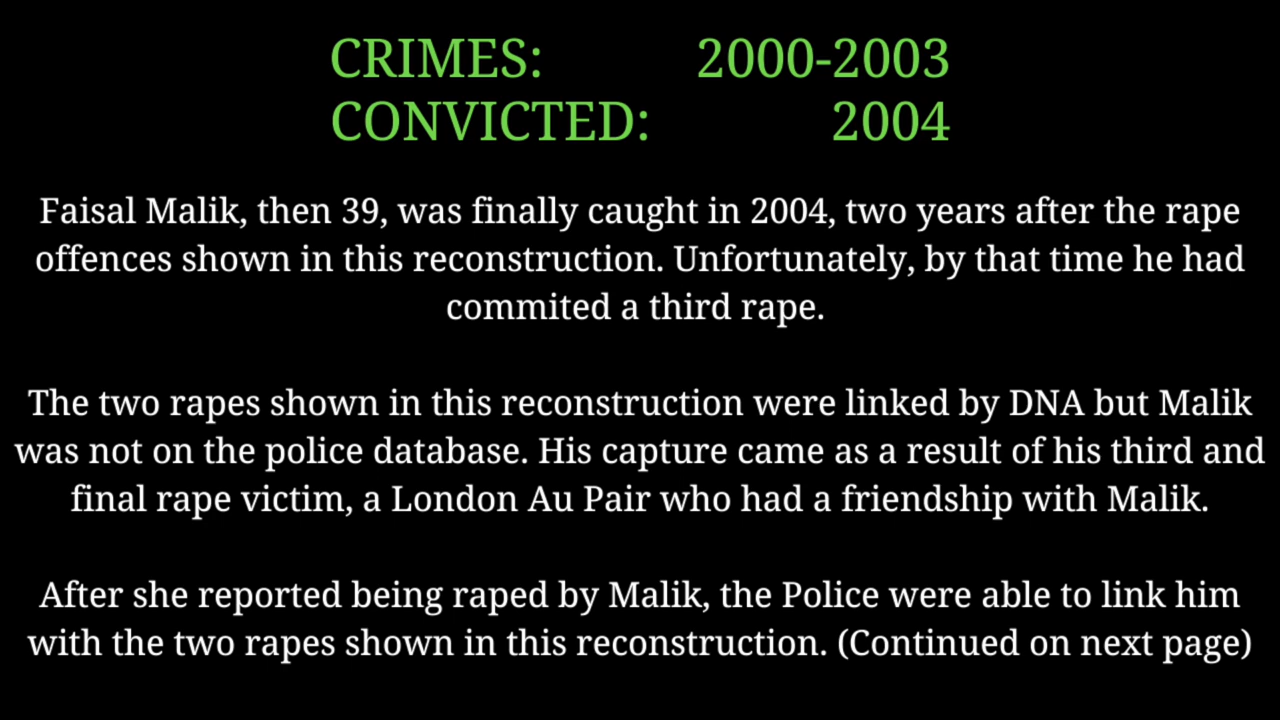 CRIMES: 2000-2003
CONVICTED: 2004
Faisal Malik, then 39, was finally caught in 2004, two years after the rape
offences shown in this reconstruction. Unfortunately, by that time he had
commited a third rape.
The two rapes shown in this reconstruction were linked by DNA but Malik
was not on the police database. His capture came as a result of his third and
final rape victim, a London Au Pair who had a friendship with Malik.
After she reported being raped by Malik, the Police were able to link him
with the two rapes shown in this reconstruction. (Continued on next page)